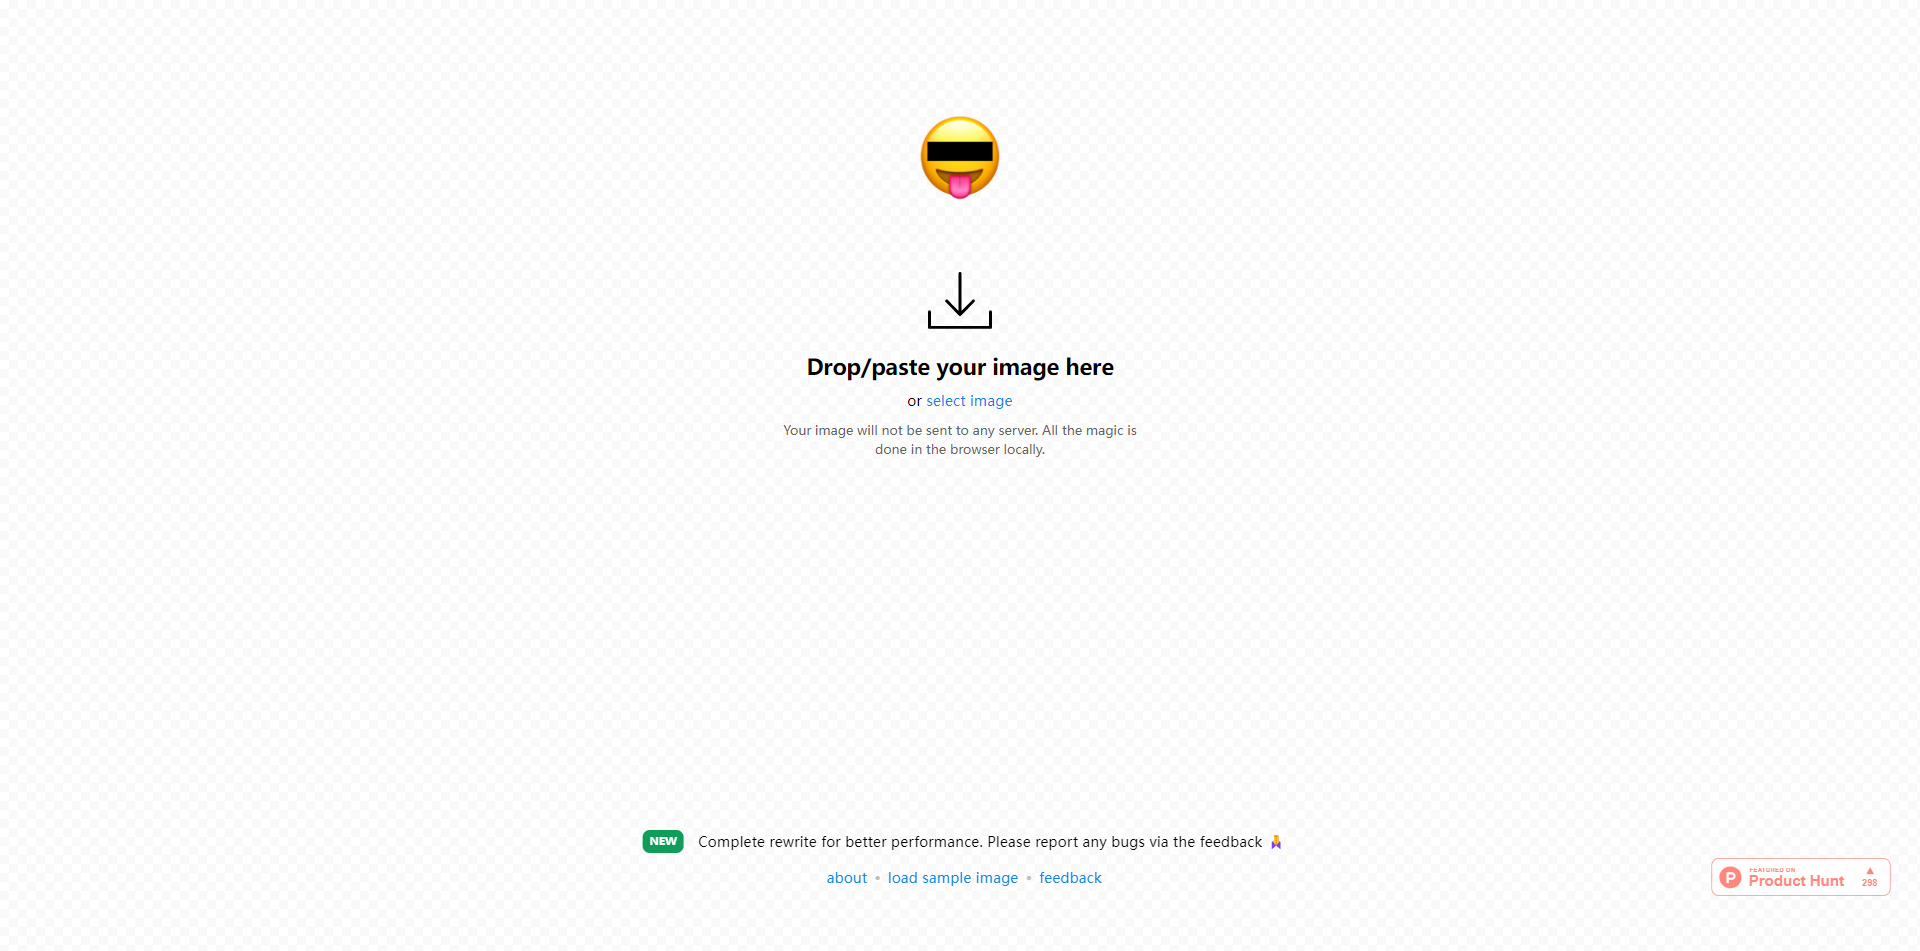 Drop/paste your image here
or select image
Your image will not be sent to any server. All the magic is
done in the browser locally.
NEW Complete rewrite for better performance. Please report any bugs via the feedback 🙏
about • load sample image • feedback
P FEATURED ON
Product Hunt
▲
298